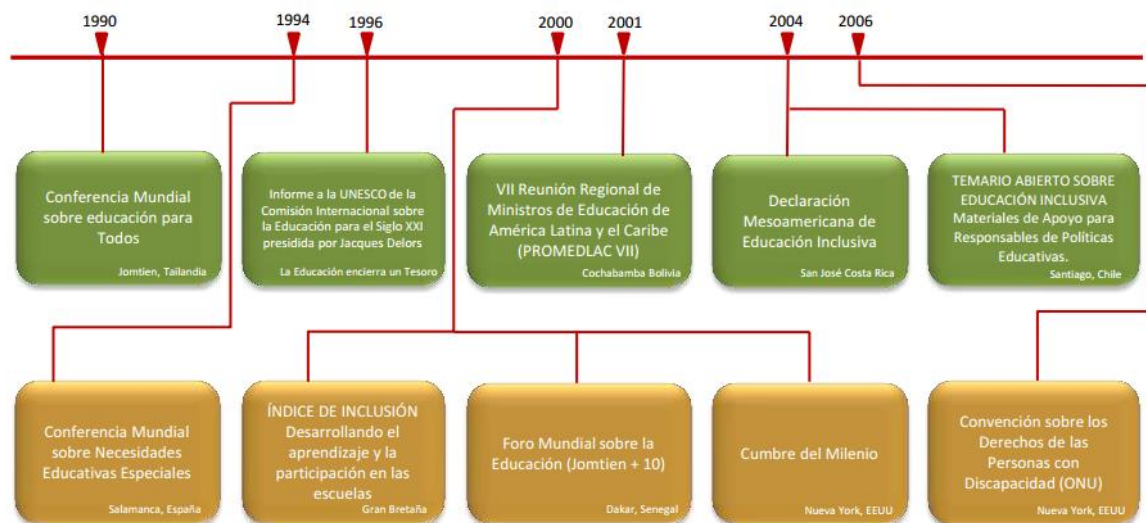 1990
1994
1996
2000
2001
2004
2006
Conferencia Mundial
sobre educación para
Todos
Jomtien, Tailandia
Informe a la UNESCO de la
Comisión Internacional sobre
la Educación para el Siglo XXI
presidida por Jacques Delors
La Educación encierra un Tesoro
VII Reunión Regional de
Ministros de Educación de
América Latina y el Caribe
(PROMEDLAC VII)
Cochabamba Bolivia
Declaración
Mesoamericana de
Educación Inclusiva
San José Costa Rica
TEMARIO ABIERTO SOBRE
EDUCACIÓN INCLUSIVA
Materiales de Apoyo para
Responsables de Políticas
Educativas.
Santiago, Chile
Conferencia Mundial
sobre Necesidades
Educativas Especiales
Salamanca, España
ÍNDICE DE INCLUSIÓN
Desarrollando el
aprendizaje y la
participación en las
escuelas
Gran Bretaña
Foro Mundial sobre la
Educación (Jomtien + 10)
Dakar, Senegal
Cumbre del Milenio
Nueva York, EEUU
Convención sobre los
Derechos de las
Personas con
Discapacidad (ONU)
Nueva York, EEUU